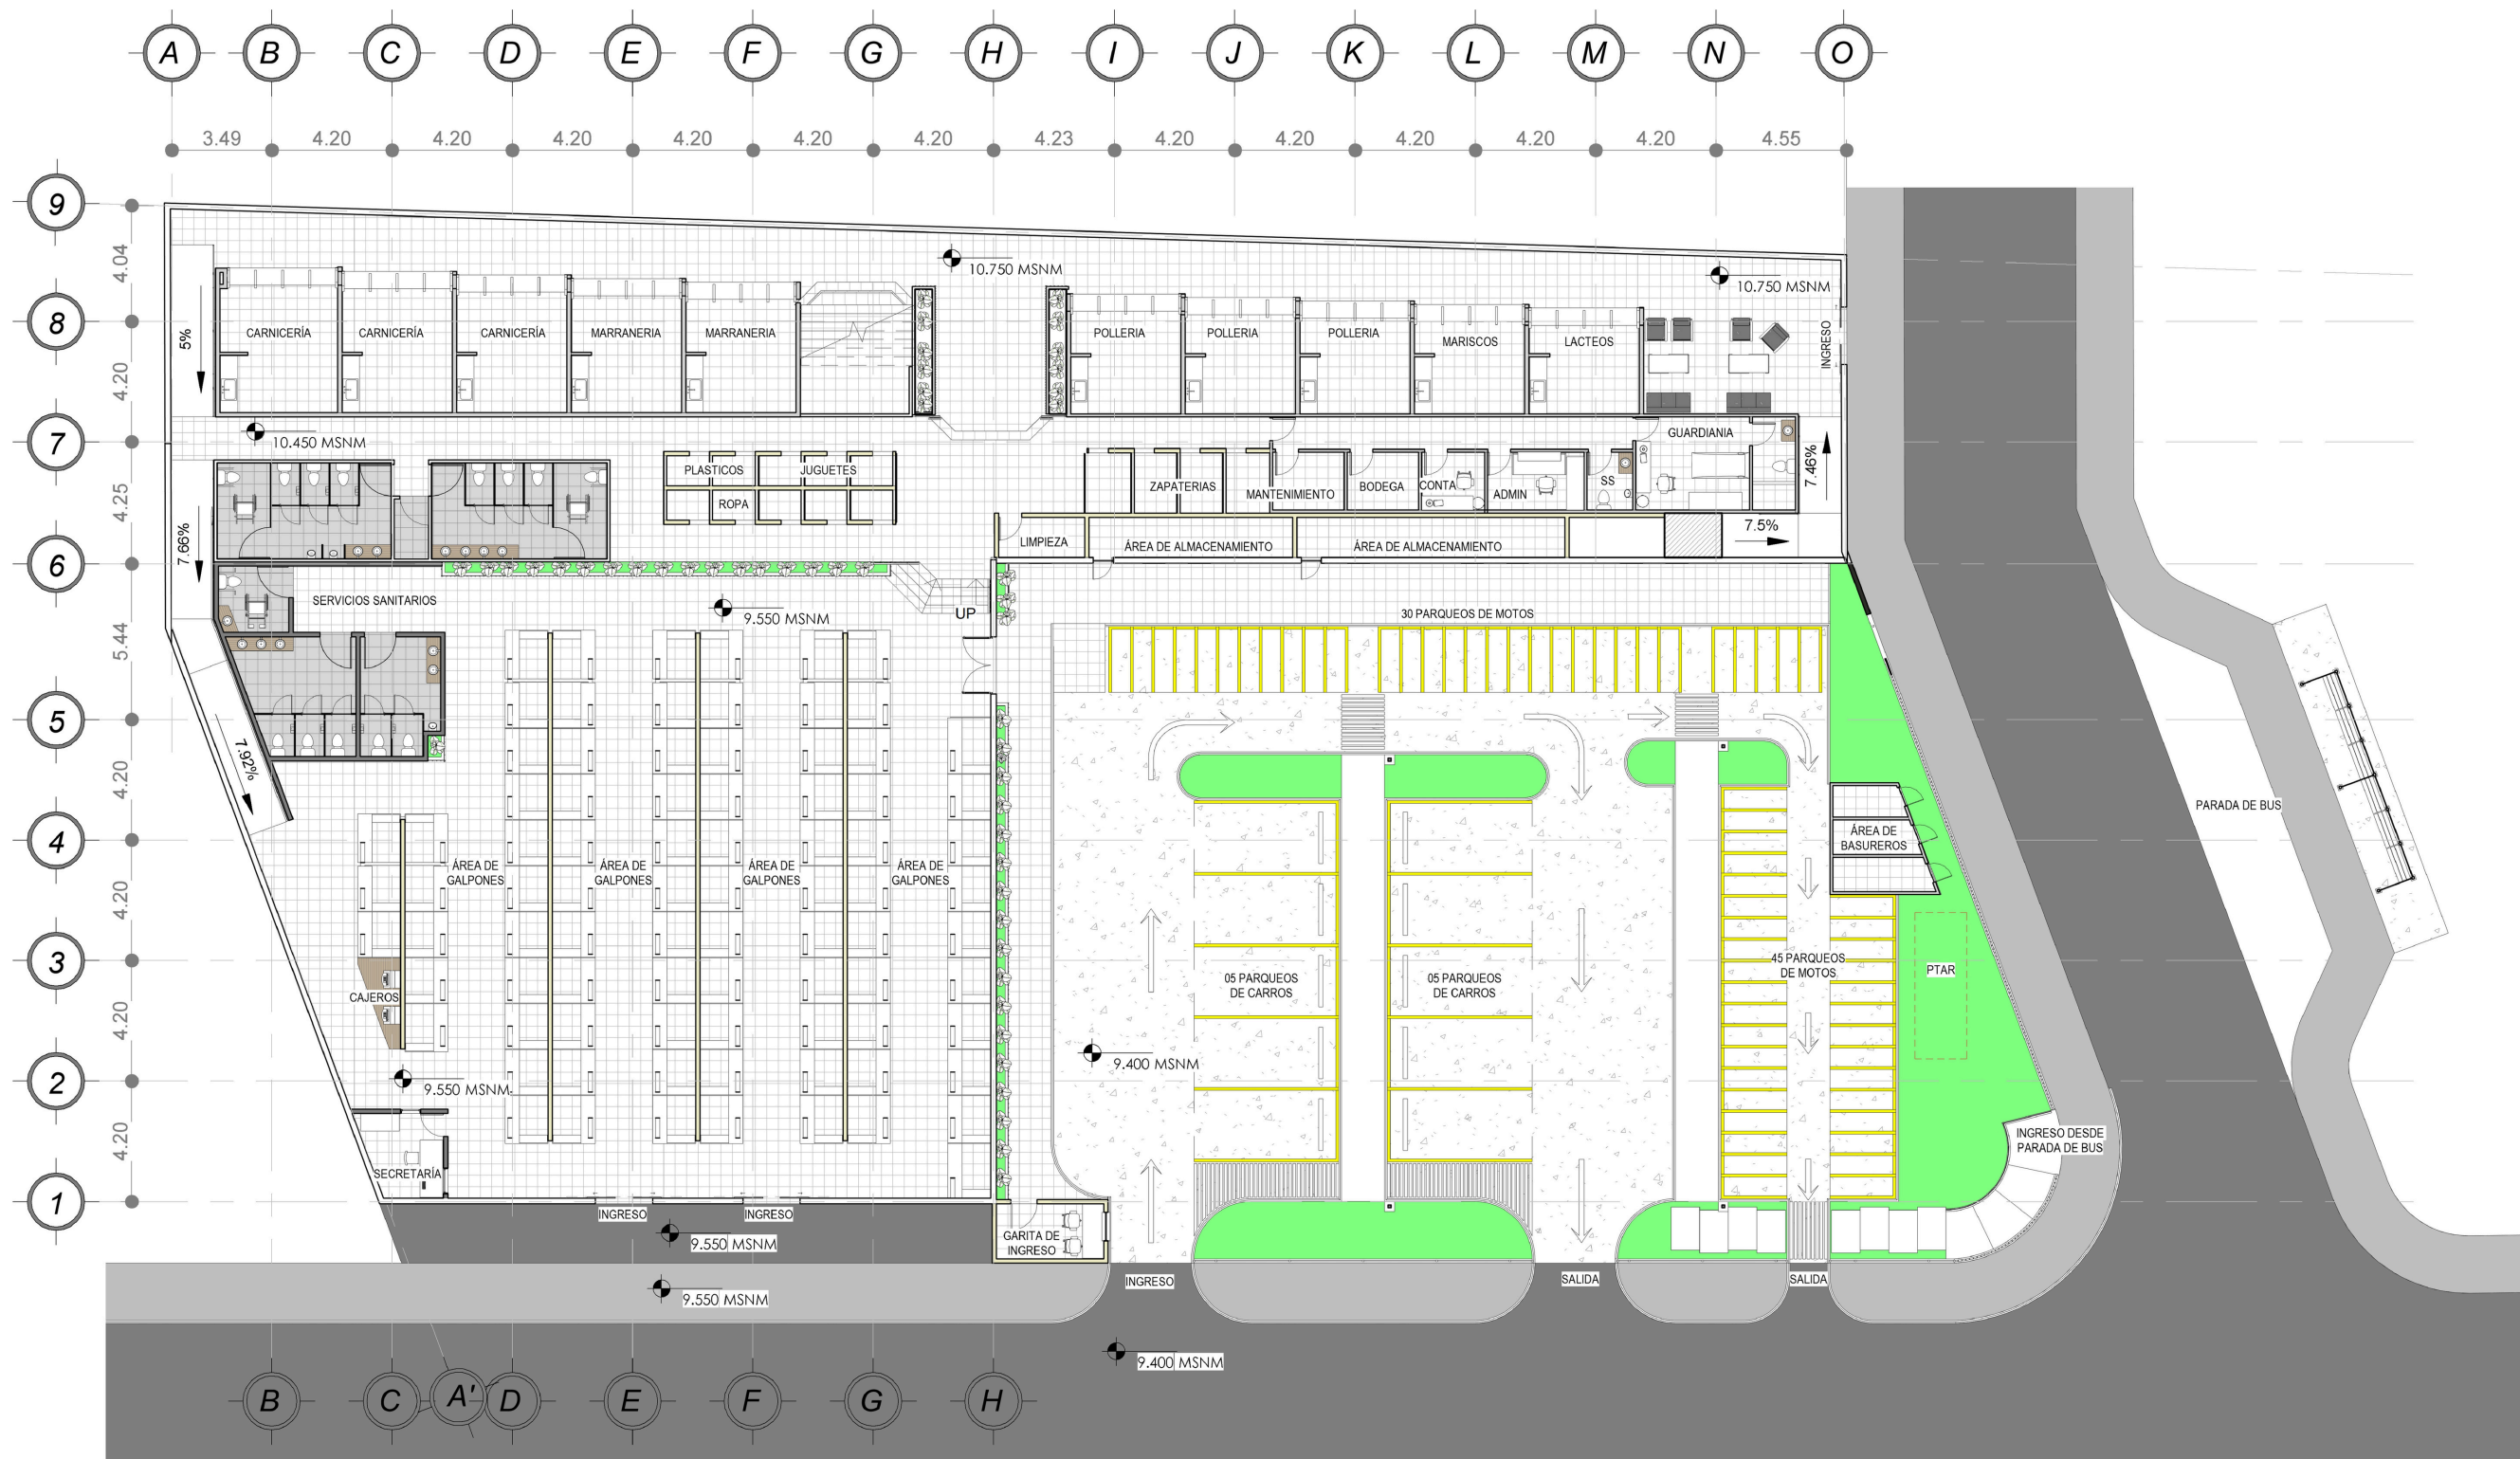 A B C D E F G H I J K L M N O
3.49 4.20 4.20 4.20 4.20 4.20 4.20 4.23 4.20 4.20 4.20 4.20 4.20 4.55
9
4.04
10.750 MSNM
10.750 MSNM
8
5%
CARNICERÍA CARNICERÍA CARNICERÍA MARRANERIA MARRANERIA
POLLERIA POLLERIA POLLERIA MARISCOS LACTEOS
INGRESO
4.20
7
10.450 MSNM
GUARDIANIA
PLASTICOS JUGUETES
ROPA
ZAPATERIAS
MANTENIMIENTO
BODEGA
CONTA
ADMIN
SS
7.46%
4.25
7.66%
LIMPIEZA
ÁREA DE ALMACENAMIENTO
ÁREA DE ALMACENAMIENTO
7.5%
6
SERVICIOS SANITARIOS
9.550 MSNM
UP
30 PARQUEOS DE MOTOS
5.44
5
7.92%
4.20
PARADA DE BUS
4
ÁREA DE
BASUREROS
ÁREA DE
GALPONES
ÁREA DE
GALPONES
ÁREA DE
GALPONES
ÁREA DE
GALPONES
4.20
3
45 PARQUEOS
DE MOTOS
PTAR
05 PARQUEOS
DE CARROS
05 PARQUEOS
DE CARROS
CAJEROS
4.20
9.400 MSNM
2
9.550 MSNM
4.20
INGRESO DESDE
PARADA DE BUS
SECRETARÍA
1
INGRESO INGRESO
9.550 MSNM
GARITA DE
INGRESO
INGRESO SALIDA SALIDA
9.550 MSNM
9.400 MSNM
B C A' D E F G H